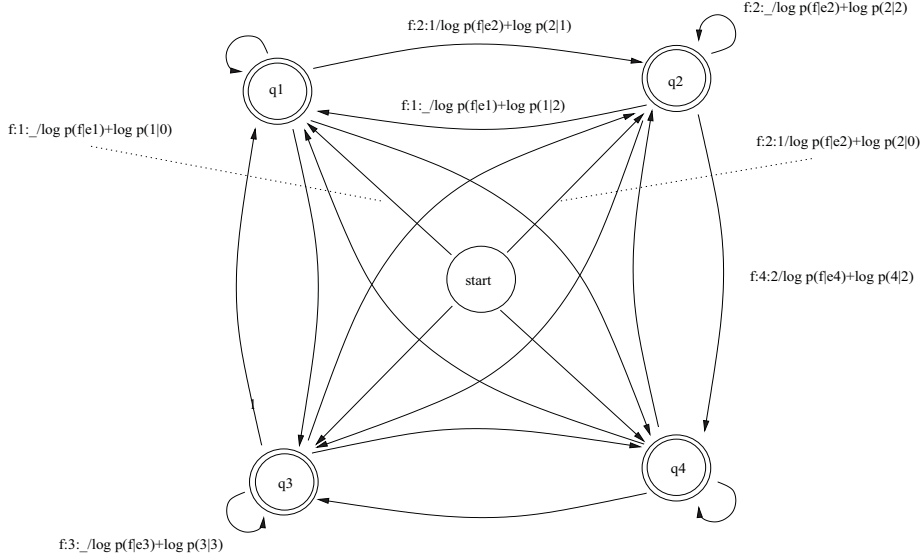 f:2:_/log p(f|e2)+log p(2|2)
f:2:1/log p(f|e2)+log p(2|1)
q1
q2
f:1:_/log p(f|e1)+log p(1|2)
f:1:_/log p(f|e1)+log p(1|0)
f:2:1/log p(f|e2)+log p(2|0)
start
f:4:2/log p(f|e4)+log p(4|2)
1
q3
q4
f:3:_/log p(f|e3)+log p(3|3)